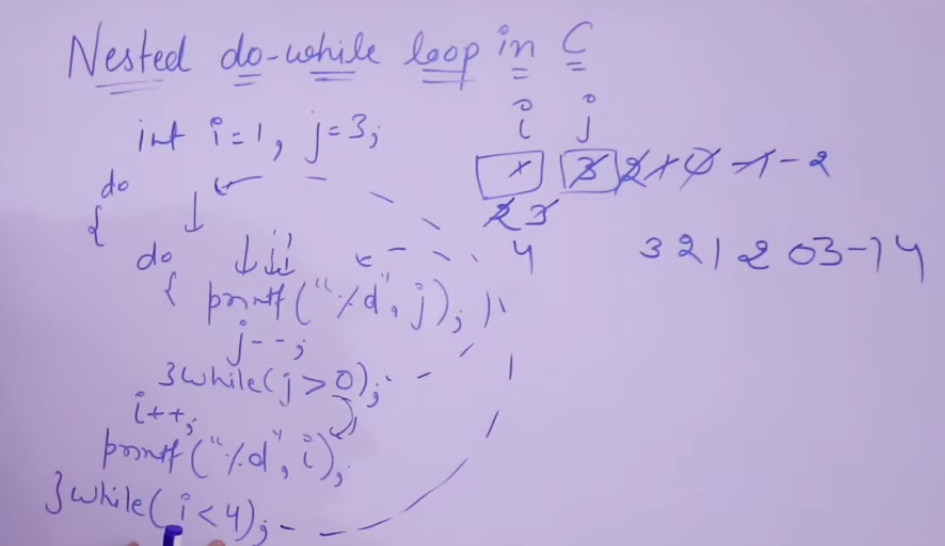 Nested do-while loop in C
int i=1, j=3;
do
{
do
{ printf("%d", j);
j--;
}while(j>0);
i++;
printf("%d", i);
}while(i<4);
i j
1 3 2 1 0 -1 -2
2 3
4
3 2 1 2 0 3 -1 4